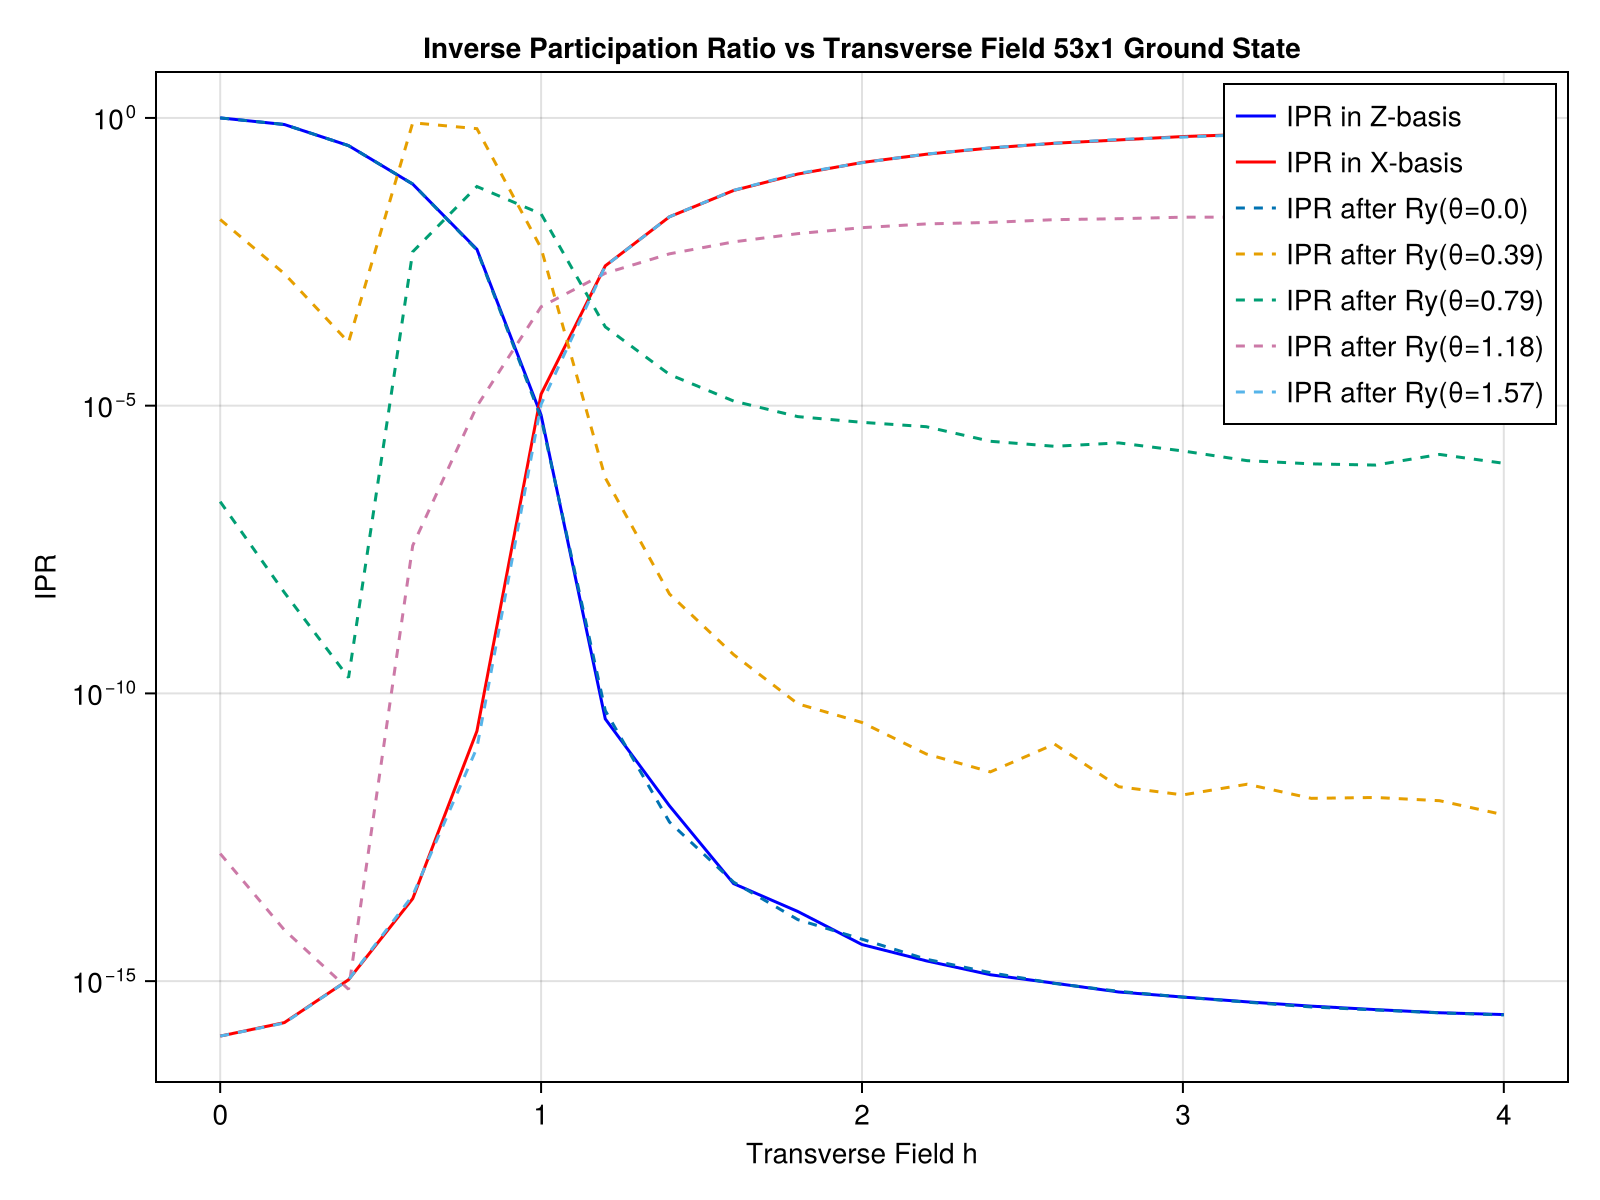 Inverse Participation Ratio vs Transverse Field 53x1 Ground State
IPR in Z-basis
IPR in X-basis
IPR after Ry(θ=0.0)
IPR after Ry(θ=0.39)
IPR after Ry(θ=0.79)
IPR after Ry(θ=1.18)
IPR after Ry(θ=1.57)
10⁰
10⁻⁵
10⁻¹⁰
10⁻¹⁵
IPR
0 1 2 3 4
Transverse Field h